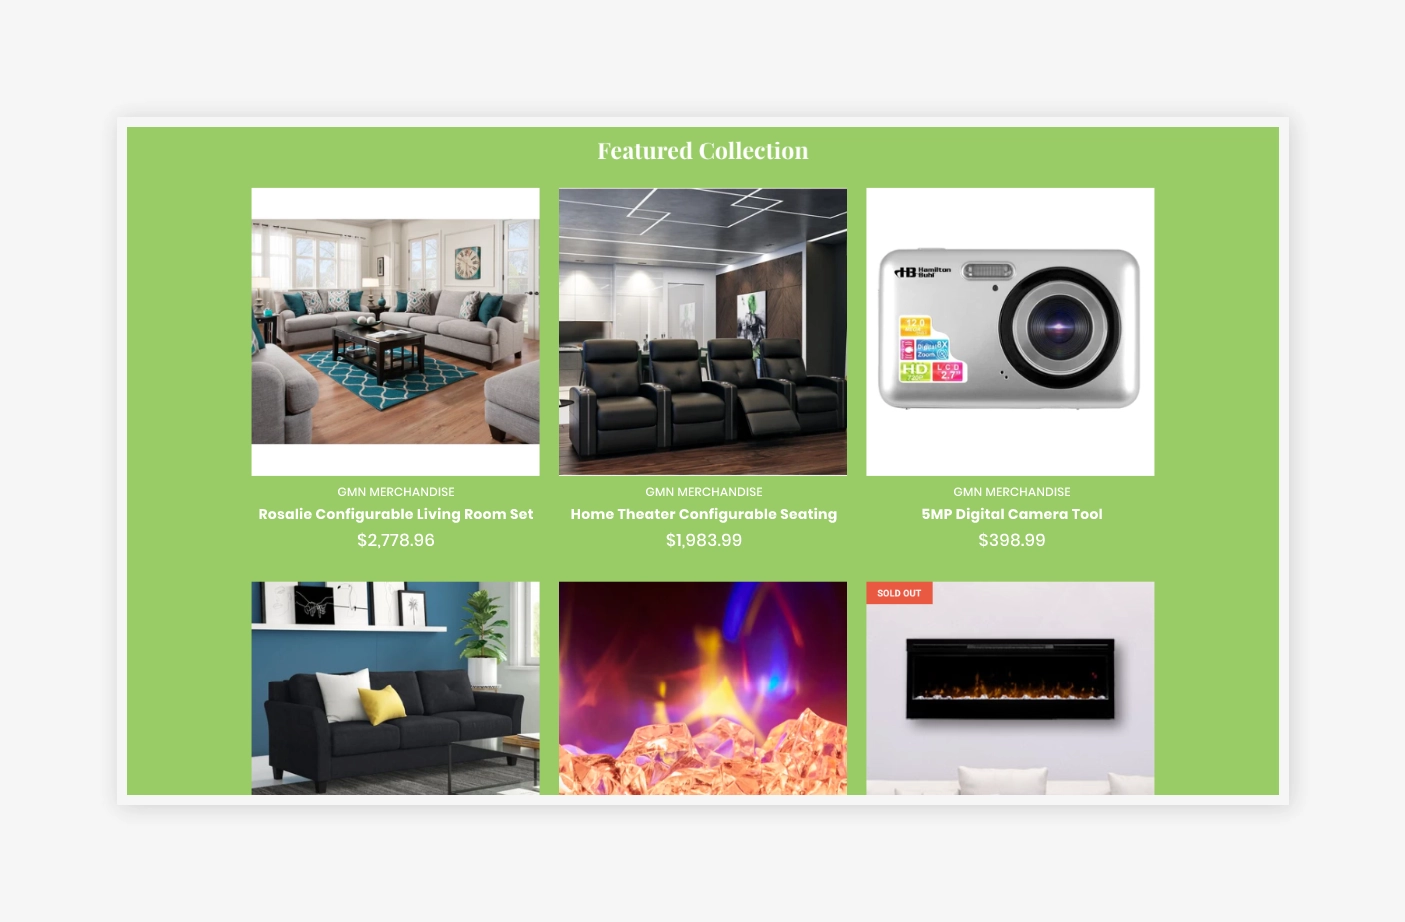 Featured Collection
HB Hamilton
Buhl
12.0
Digital 8X
Zoom
HD
LCD
2.7"
GMN MERCHANDISE
Rosalie Configurable Living Room Set
$2,778.96
GMN MERCHANDISE
Home Theater Configurable Seating
$1,983.99
GMN MERCHANDISE
5MP Digital Camera Tool
$398.99
SOLD OUT